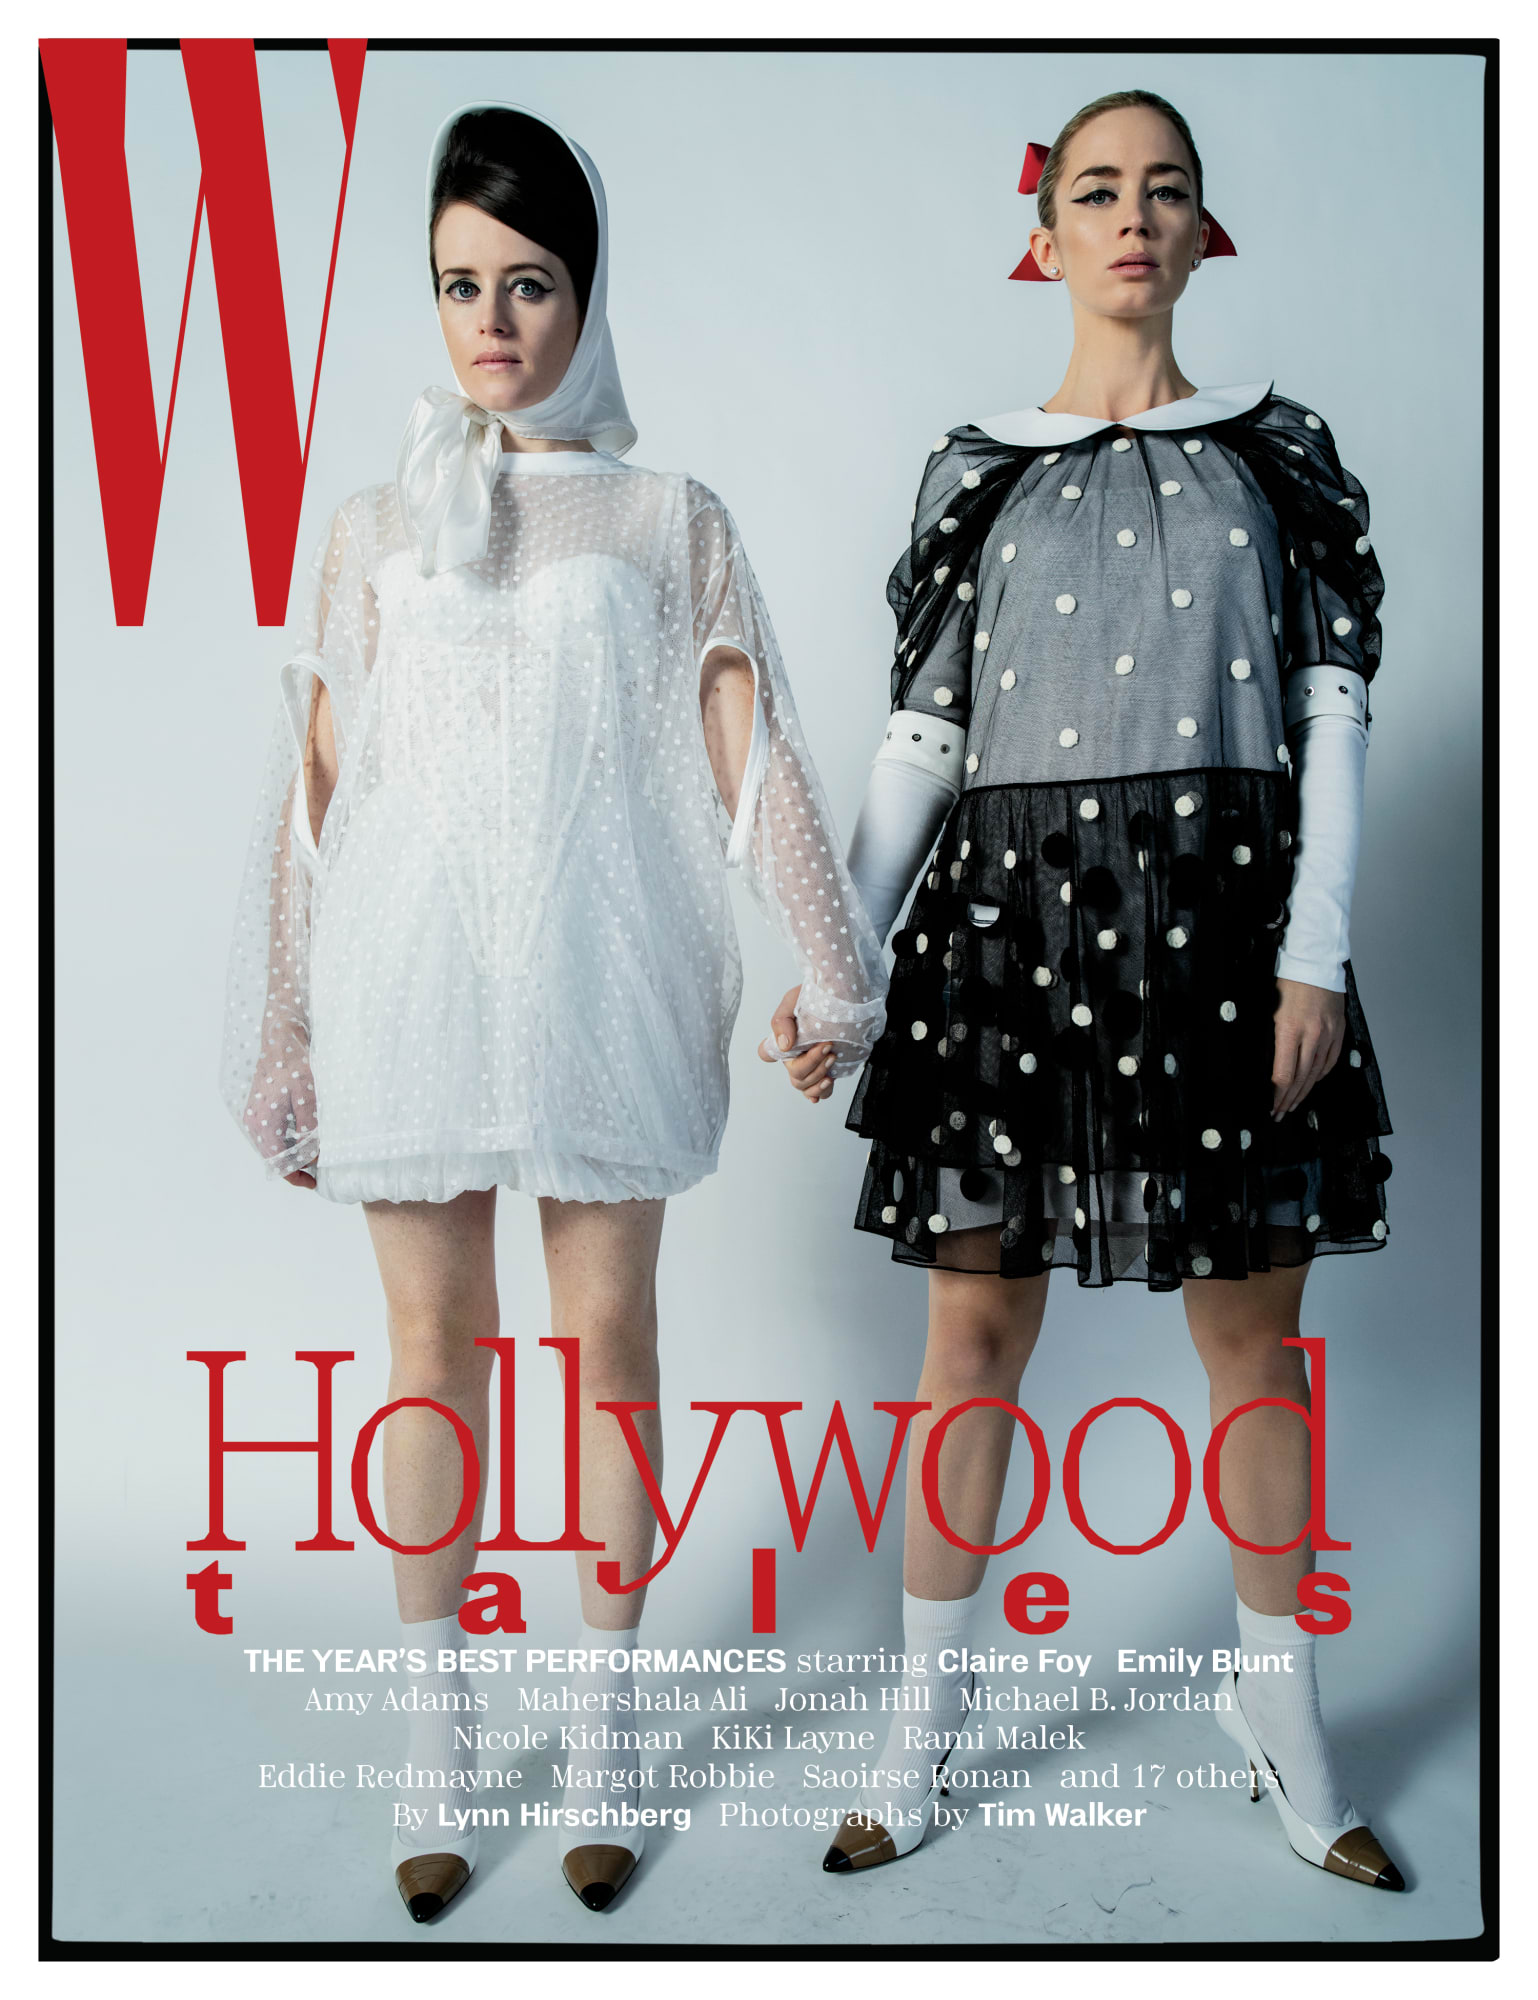 W
Hollywood
tales
THE YEAR'S BEST PERFORMANCES starring Claire Foy Emily Blunt
Amy Adams Mahershala Ali Jonah Hill Michael B. Jordan
Nicole Kidman KiKi Layne Rami Malek
Eddie Redmayne Margot Robbie Saoirse Ronan and 17 others
By Lynn Hirschberg Photographs by Tim Walker